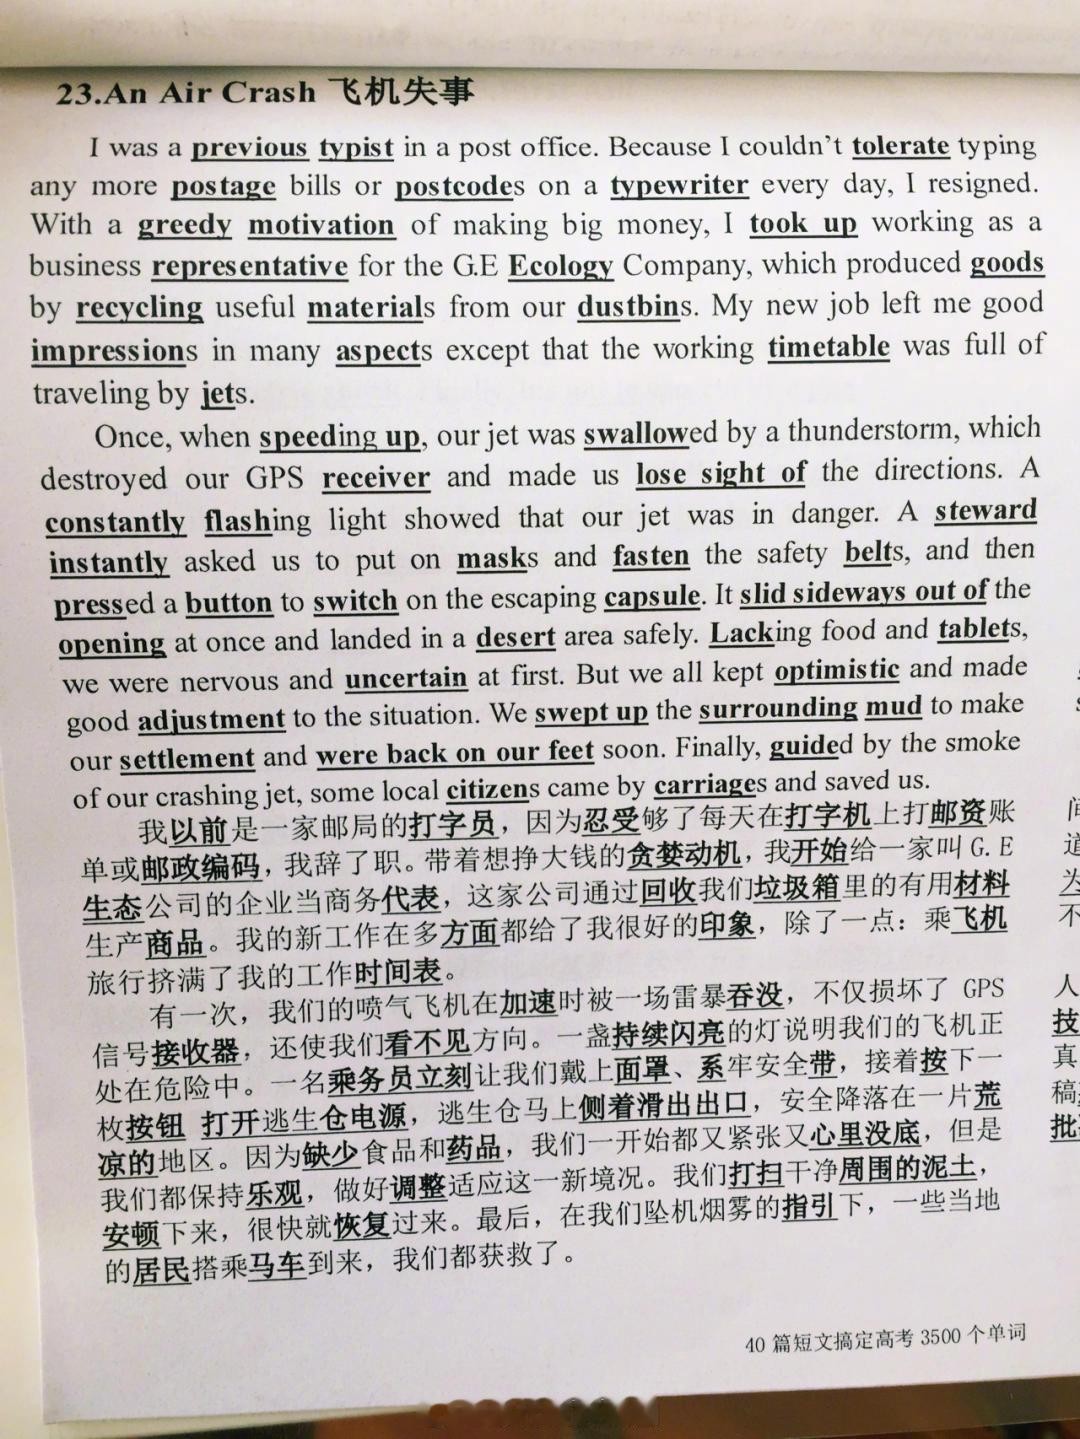 23.An Air Crash 飞机失事
I was a previous typist in a post office. Because I couldn't tolerate typing
any more postage bills or postcodes on a typewriter every day, I resigned.
With a greedy motivation of making big money, I took up working as a
business representative for the G.E Ecology Company, which produced goods
by recycling useful materials from our dustbins. My new job left me good
impressions in many aspects except that the working timetable was full of
traveling by jets.
Once, when speeding up, our jet was swallowed by a thunderstorm, which
destroyed our GPS receiver and made us lose sight of the directions. A
constantly flashing light showed that our jet was in danger. A steward
instantly asked us to put on masks and fasten the safety belts, and then
pressed a button to switch on the escaping capsule. It slid sideways out of the
opening at once and landed in a desert area safely. Lacking food and tablets,
we were nervous and uncertain at first. But we all kept optimistic and made
good adjustment to the situation. We swept up the surrounding mud to make
our settlement and were back on our feet soon. Finally, guided by the smoke
of our crashing jet, some local citizens came by carriages and saved us.
我以前是一家邮局的打字员，因为忍受够了每天在打字机上打邮资账
单或邮政编码，我辞了职。带着想挣大钱的贪婪动机，我开始给一家叫 G.E
生态公司的企业当商务代表，这家公司通过回收我们垃圾箱里的有用材料
生产商品。我的新工作在多方面都给了我很好的印象，除了一点：乘飞机
旅行挤满了我的工作时间表。
有一次，我们的喷气飞机在加速时被一场雷暴吞没，不仅损坏了 GPS
信号接收器，还使我们看不见方向。一盏持续闪亮的灯说明我们的飞机正
处在危险中。一名乘务员立刻让我们戴上面罩、系牢安全带，接着按下一
枚按钮 打开逃生仓电源，逃生仓马上侧着滑出出口，安全降落在一片荒
凉的地区。因为缺少食品和药品，我们一开始都又紧张又心里没底，但是
我们都保持乐观，做好调整适应这一新境况。我们打扫干净周围的泥土，
安顿下来，很快就恢复过来。最后，在我们坠机烟雾的指引下，一些当地
的居民搭乘马车到来，我们都获救了。
40 篇短文搞定高考 3500 个单词
间
道
为
不
人
技
真
稿
批